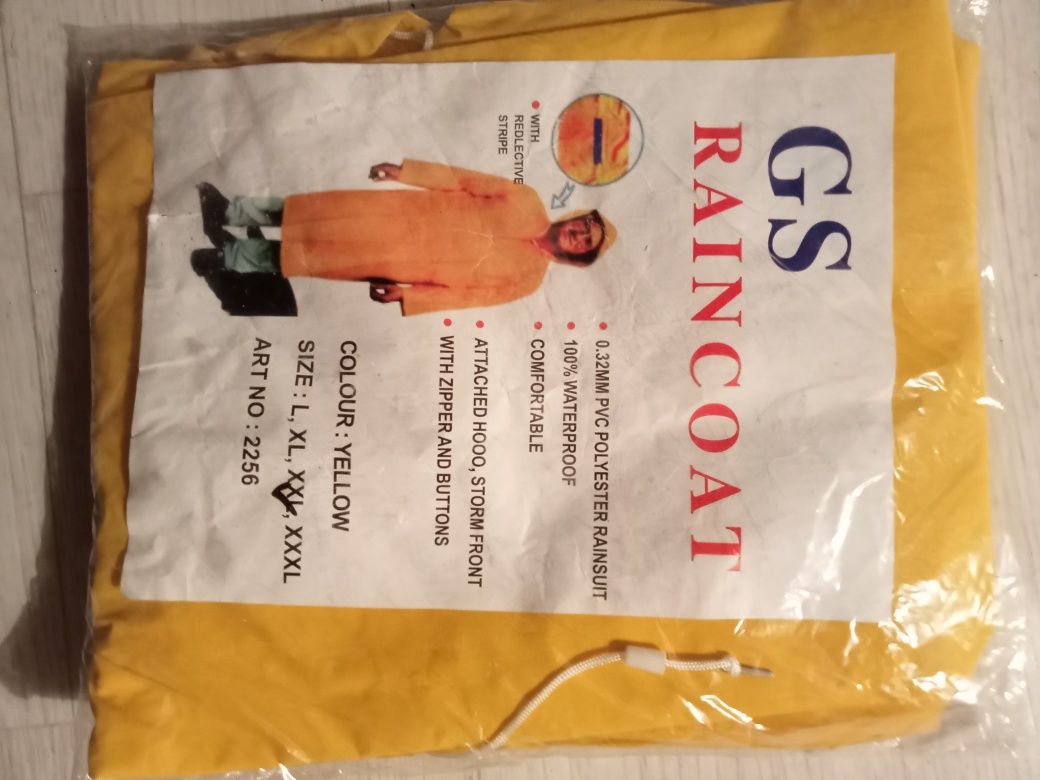 GS
RAINCOAT
• WITH
REDLECTIVE
STRIPE
• 0.32MM PVC POLYESTER RAINSUIT
• 100% WATERPROOF
• COMFORTABLE
• ATTACHED HOOO, STORM FRONT
• WITH ZIPPER AND BUTTONS
COLOUR : YELLOW
SIZE : L, XL, XXL, XXXL
ART NO : 2256